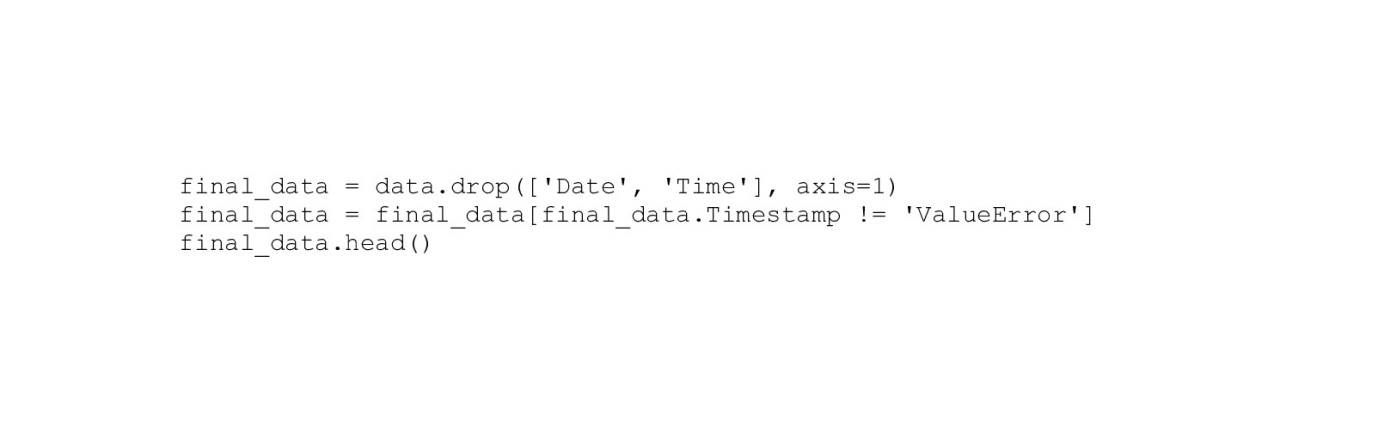 final_data = data.drop(['Date', 'Time'], axis=1)
final_data = final_data[final_data.Timestamp != 'ValueError']
final_data.head()